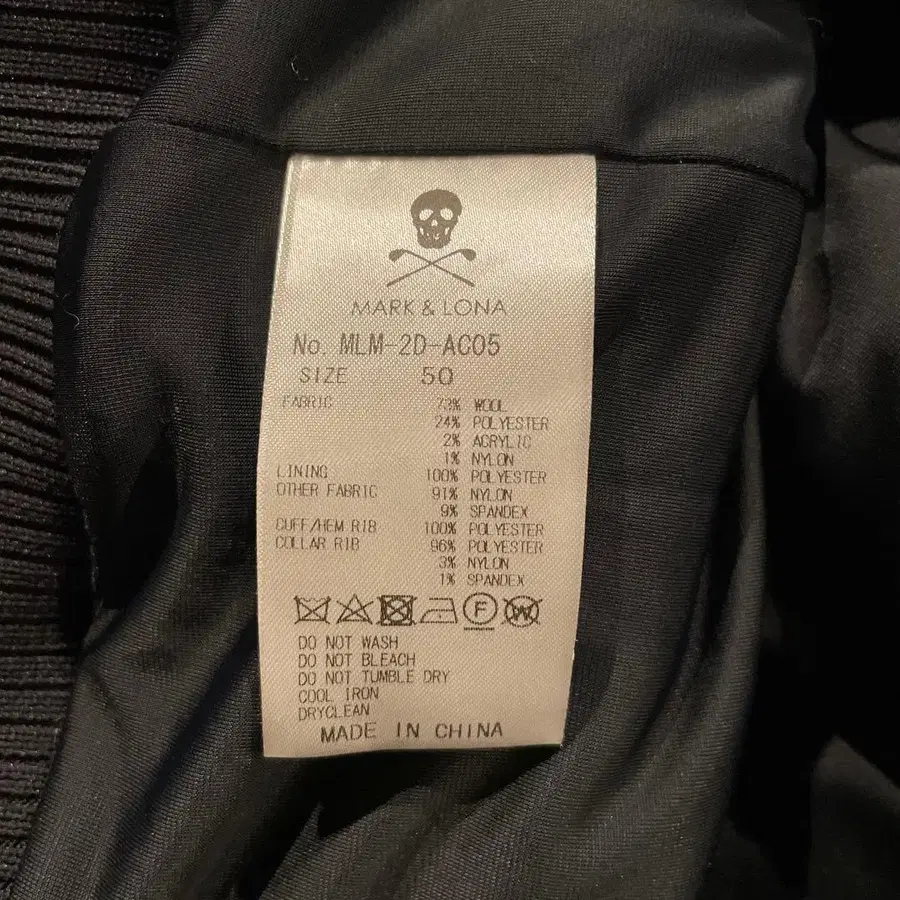 MARK & LONA
No. MLM-2D-AC05
SIZE 50
FABRIC 73% WOOL
24% POLYESTER
2% ACRYLIC
1% NYLON
LINING 100% POLYESTER
OTHER FABRIC 91% NYLON
9% SPANDEX
CUFF/HEM RIB 100% POLYESTER
COLLAR RIB 96% POLYESTER
3% NYLON
1% SPANDEX
F W
DO NOT WASH
DO NOT BLEACH
DO NOT TUMBLE DRY
COOL IRON
DRYCLEAN
MADE IN CHINA